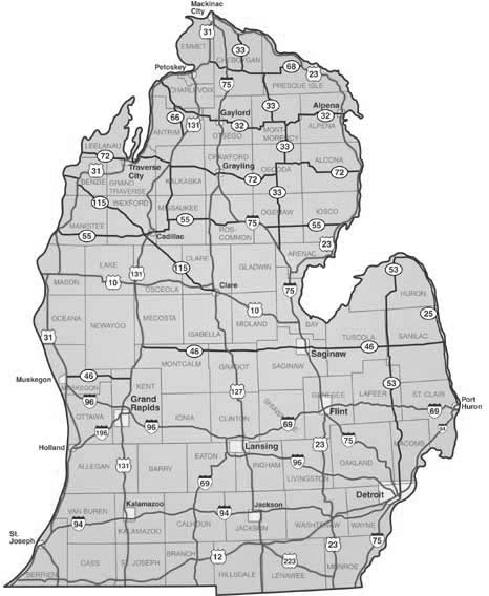 Mackinac
City
31
EMMET
33
CHEBOYGAN
68
23
Petoskey
75
PRESQUE ISLE
CHARLEVOIX
33
Alpena
66
131
Gaylord
32
32
ANTRIM
OTSEGO
MONT-
MORENCY
ALPENA
LEELANAU
33
72
CRAWFORD
ALCONA
31
Traverse
City
Grayling
OSCODA
72
72
BENZIE
GRAND
TRAVERSE
KALKASKA
33
115
WEXFORD
MISSAUKEE
OGEMAW
IOSCO
MANISTEE
55
75
55
55
Cadillac
ROS-
COMMON
23
ARENAC
LAKE
CLARE
GLADWIN
53
131
115
MASON
10
OSCEOLA
Clare
75
HURON
OCEANA
10
25
NEWAYGO
MECOSTA
MIDLAND
BAY
ISABELLA
TUSCOLA
SANILAC
31
46
46
Saginaw
MONTCALM
GRATIOT
SAGINAW
46
53
Muskegon
MUSKEGON
KENT
127
GENESEE
LAPEER
ST. CLAIR
96
Grand
Rapids
SHIAWASSEE
Port
Huron
OTTAWA
IONIA
CLINTON
Flint
69
196
96
69
94
Holland
Lansing
23
75
MACOMB
131
EATON
96
ALLEGAN
BARRY
INGHAM
OAKLAND
69
LIVINGSTON
Detroit
Kalamazoo
Jackson
VAN BUREN
94
94
St.
Joseph
KALAMAZOO
CALHOUN
JACKSON
WASHTENAW
WAYNE
BRANCH
12
23
75
CASS
ST. JOSEPH
223
BERRIEN
HILLSDALE
LENAWEE
MONROE